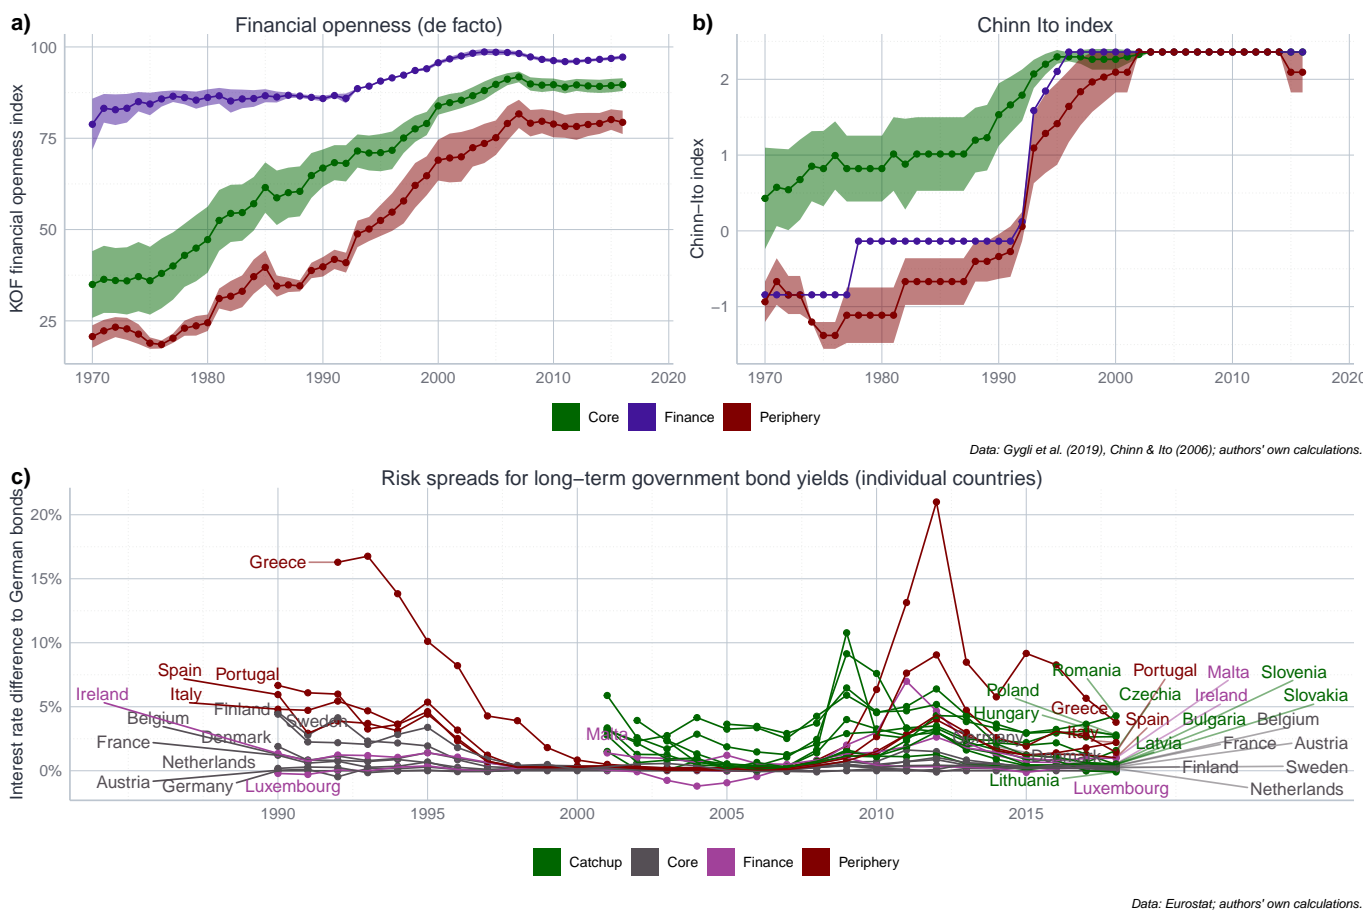 a)
Financial openness (de facto)
KOF financial openness index
100
75
50
25
1970
1980
1990
2000
2010
2020
b)
Chinn Ito index
Chinn−Ito index
2
1
0
−1
1970
1980
1990
2000
2010
2020
Core
Finance
Periphery
Data: Gygli et al. (2019), Chinn & Ito (2006); authors' own calculations.
c)
Risk spreads for long−term government bond yields (individual countries)
Interest rate difference to German bonds
20%
15%
10%
5%
0%
Greece
Spain
Portugal
Ireland
Italy
Finland
Belgium
Sweden
Denmark
France
Netherlands
Austria
Germany
Luxembourg
Malta
Romania
Portugal
Malta
Slovenia
Poland
Czechia
Ireland
Slovakia
Greece
Hungary
Spain
Bulgaria
Belgium
Italy
Latvia
France
Austria
Finland
Sweden
Lithuania
Luxembourg
Netherlands
1990
1995
2000
2005
2010
2015
Catchup
Core
Finance
Periphery
Data: Eurostat; authors' own calculations.